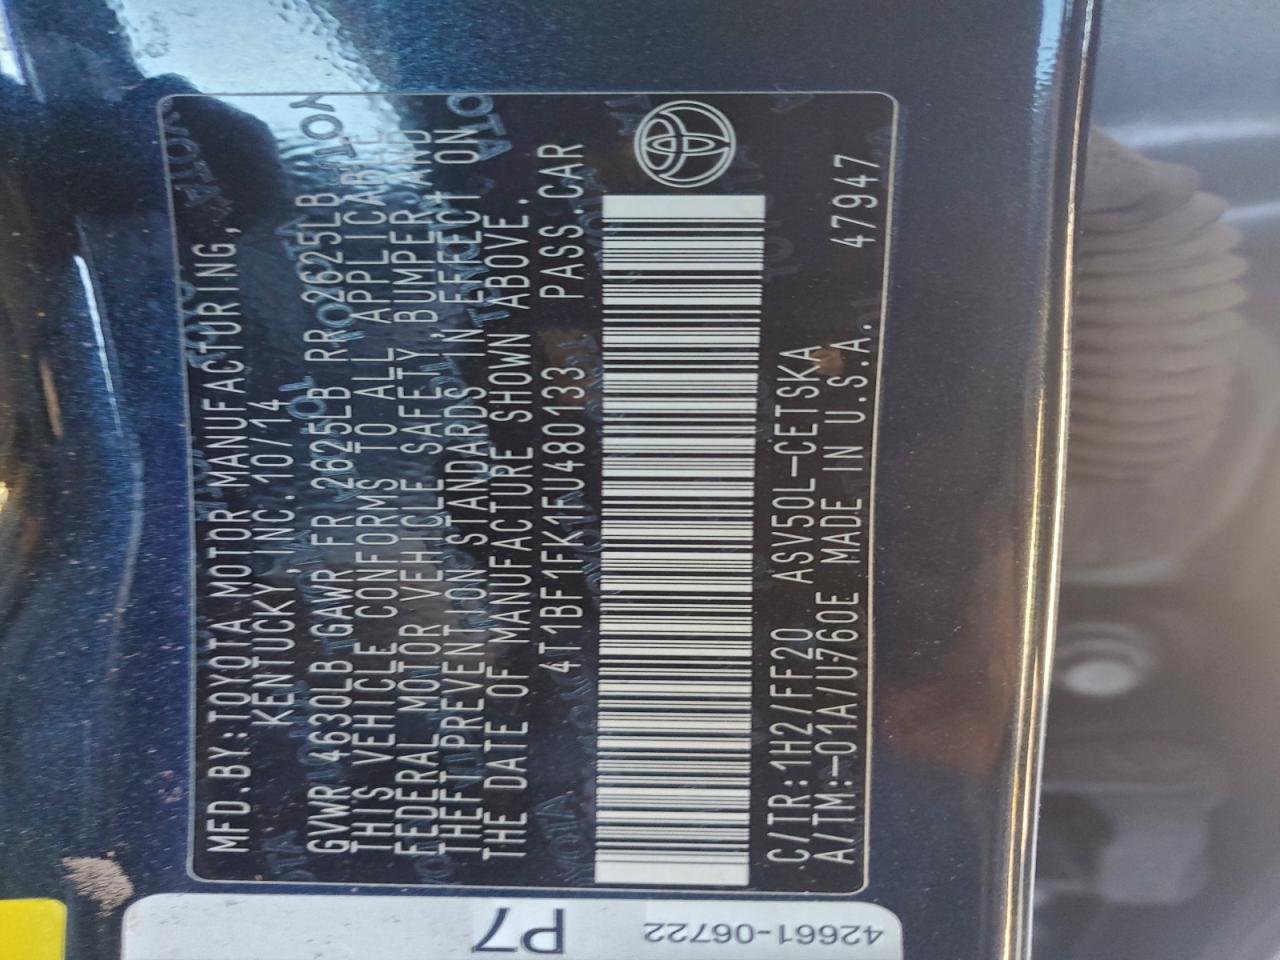 MFD.BY:TOYOTA MOTOR MANUFACTURING,
KENTUCKY,INC.10/14
GVWR 4630LB GAWR FR 2625LB RR 2625LB
THIS VEHICLE CONFORMS TO ALL APPLICABLE
FEDERAL MOTOR VEHICLE SAFETY,BUMPER,AND
THEFT PREVENTION STANDARDS IN EFFECT ON
THE DATE OF MANUFACTURE SHOWN ABOVE.
4T1BF1FK1FU480133 PASS.CAR
C/TR:1H2/FF20 ASV50L-CETSKA
A/TM:-01A/U760E MADE IN U.S.A. 47947
P7
42661-06722